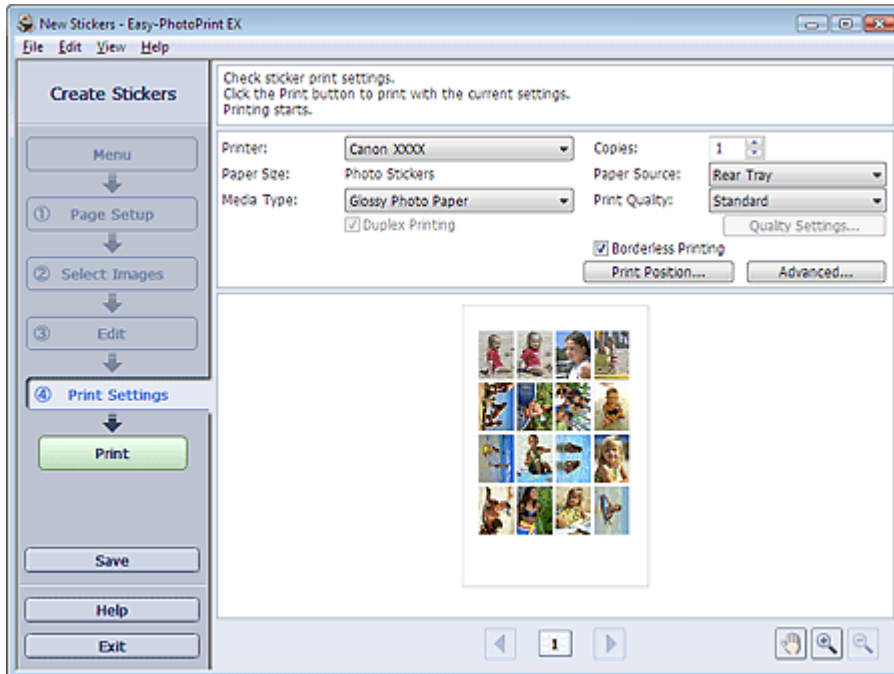 New Stickers - Easy-PhotoPrint EX
File Edit View Help
Create Stickers
Menu
① Page Setup
② Select Images
③ Edit
④ Print Settings
Print
Save
Help
Exit
Check sticker print settings.
Click the Print button to print with the current settings.
Printing starts.
Printer: Canon XXXX Copies: 1
Paper Size: Photo Stickers Paper Source: Rear Tray
Media Type: Glossy Photo Paper Print Quality: Standard
Duplex Printing Quality Settings...
Borderless Printing
Print Position... Advanced...
1